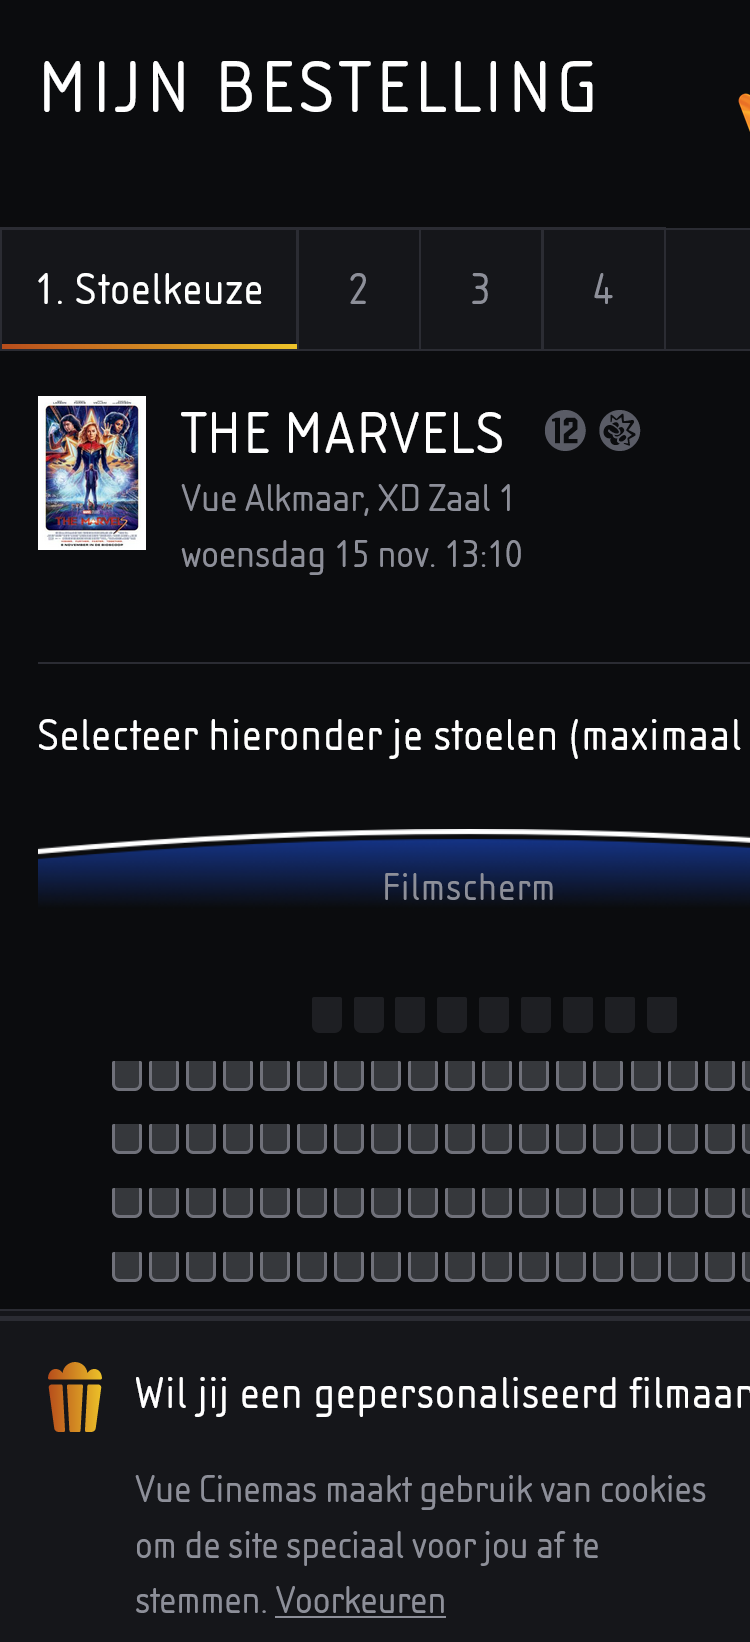 MIJN BESTELLING
1. Stoelkeuze 2 3 4
THE MARVELS 12
Vue Alkmaar, XD Zaal 1
woensdag 15 nov. 13:10
THE MARVELS
Selecteer hieronder je stoelen (maximaal
Filmscherm
Wil jij een gepersonaliseerd filmaan
Vue Cinemas maakt gebruik van cookies
om de site speciaal voor jou af te
stemmen. Voorkeuren